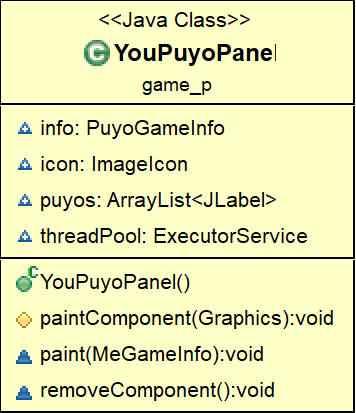 <<Java Class>>
C YouPuyoPanel
game_p
info: PuyoGameInfo
icon: ImageIcon
puyos: ArrayList<JLabel>
threadPool: ExecutorService
C YouPuyoPanel()
paintComponent(Graphics):void
paint(MeGameInfo):void
removeComponent():void